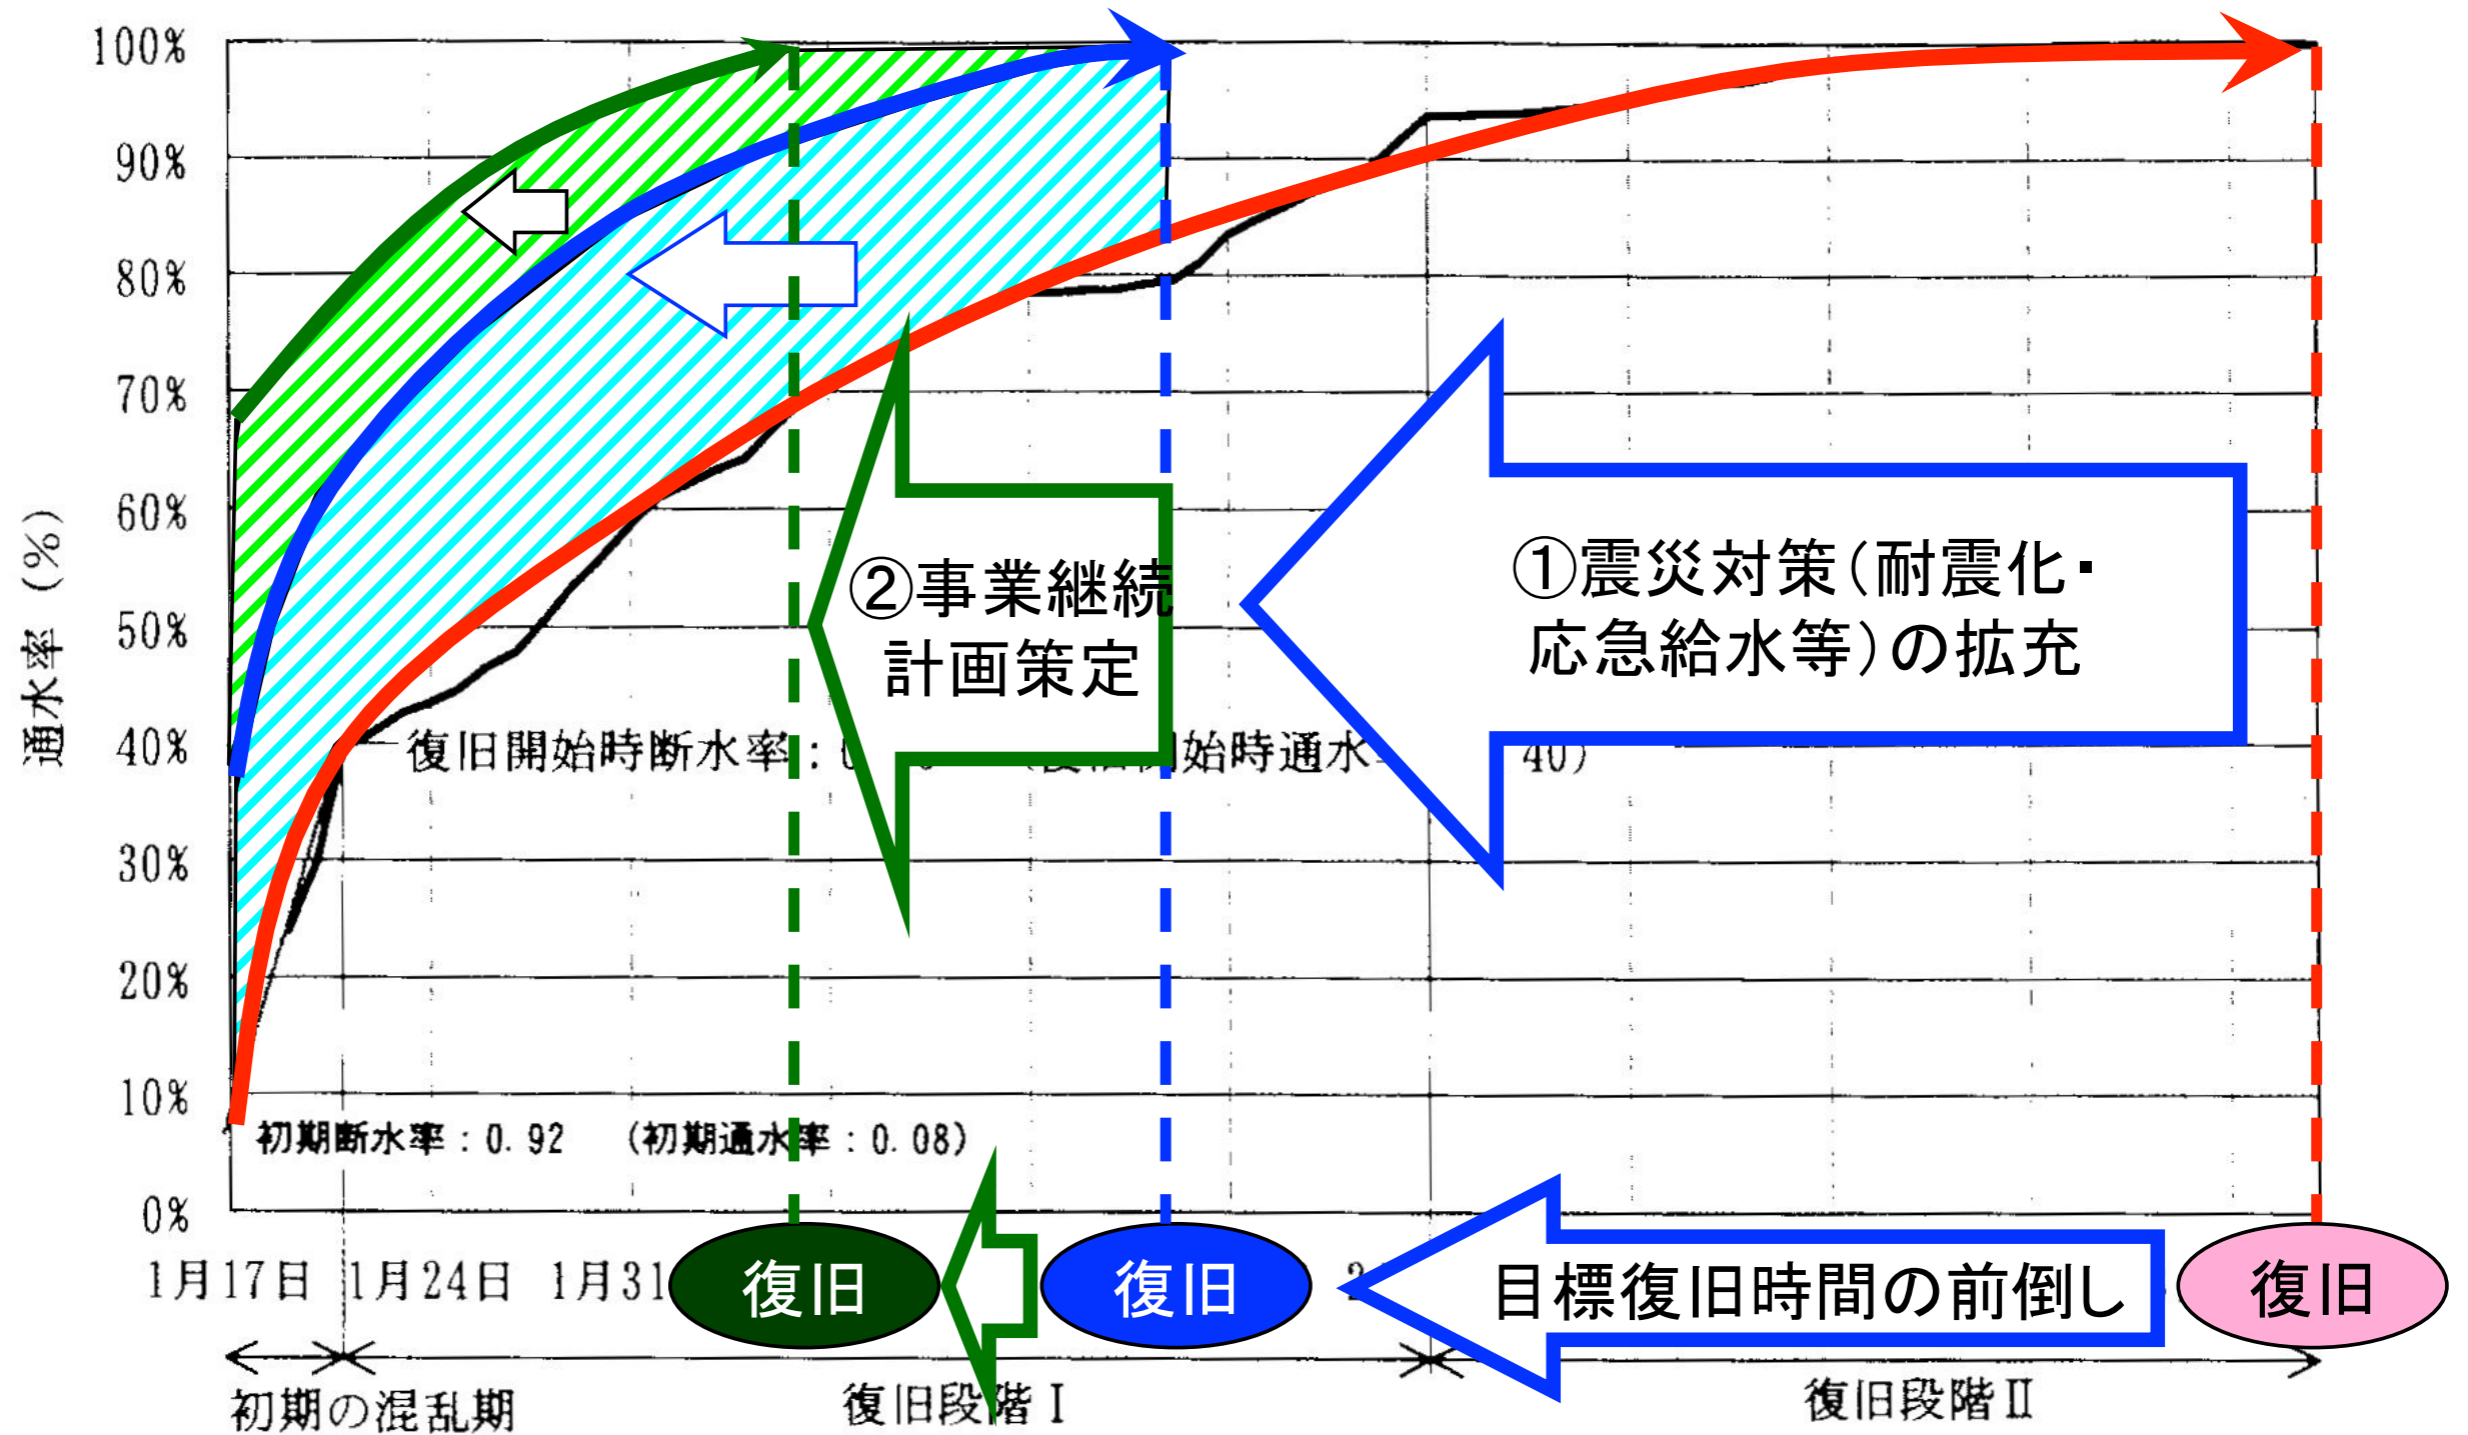 100%
90%
80%
70%
60%
50%
40%
30%
20%
10%
0%
通水率 (%)
①震災対策(耐震化・
応急給水等)の拡充
②事業継続
計画策定
復旧開始時断水率:
始時通水
40)
初期断水率:0.92 (初期通水率:0.08)
1月17日 1月24日 1月31
復旧
復旧
目標復旧時間の前倒し
復旧
初期の混乱期
復旧段階Ⅰ
復旧段階Ⅱ